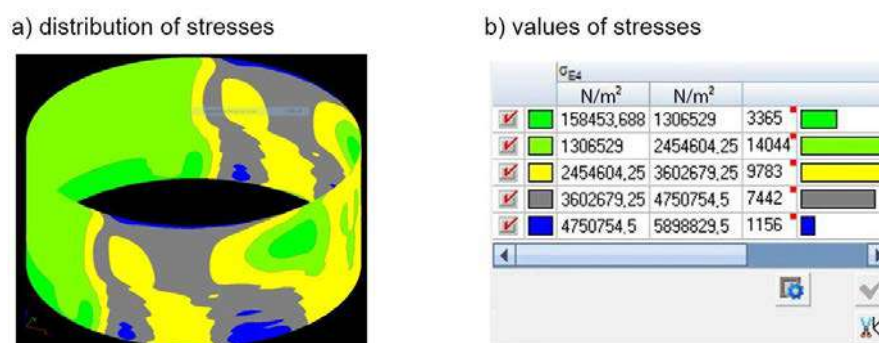 a) distribution of stresses
b) values of stresses
σE4
N/m² N/m²
158453,688 1306529 3365
1306529 2454604,25 14044
2454604,25 3602679,25 9783
3602679,25 4750754,5 7442
4750754,5 5898829,5 1156